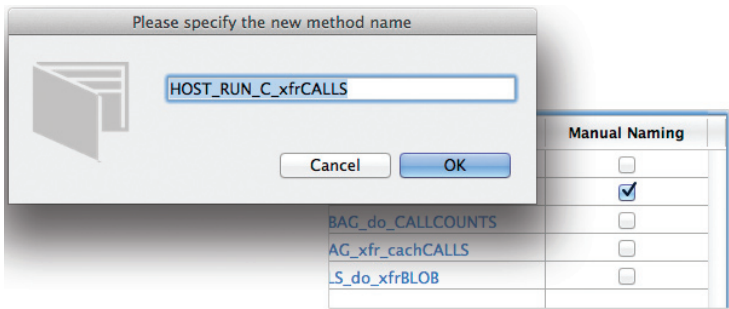 Please specify the new method name
HOST_RUN_C_xfrCALLS
Cancel OK
Manual Naming
BAG_do_CALLCOUNTS
AG_xfr_cachCALLS
LS_do_xfrBLOB